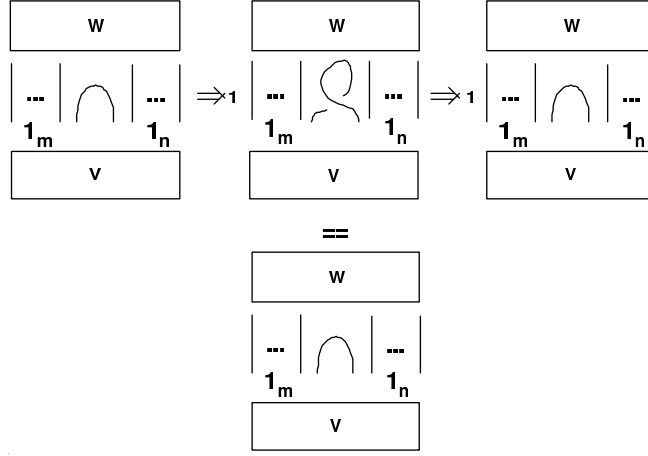 W W W
... ... ⇒ 1 ... ... ⇒ 1 ... ...
1m 1n 1m 1n 1m 1n
V V V
==
W
... ...
1m 1n
V